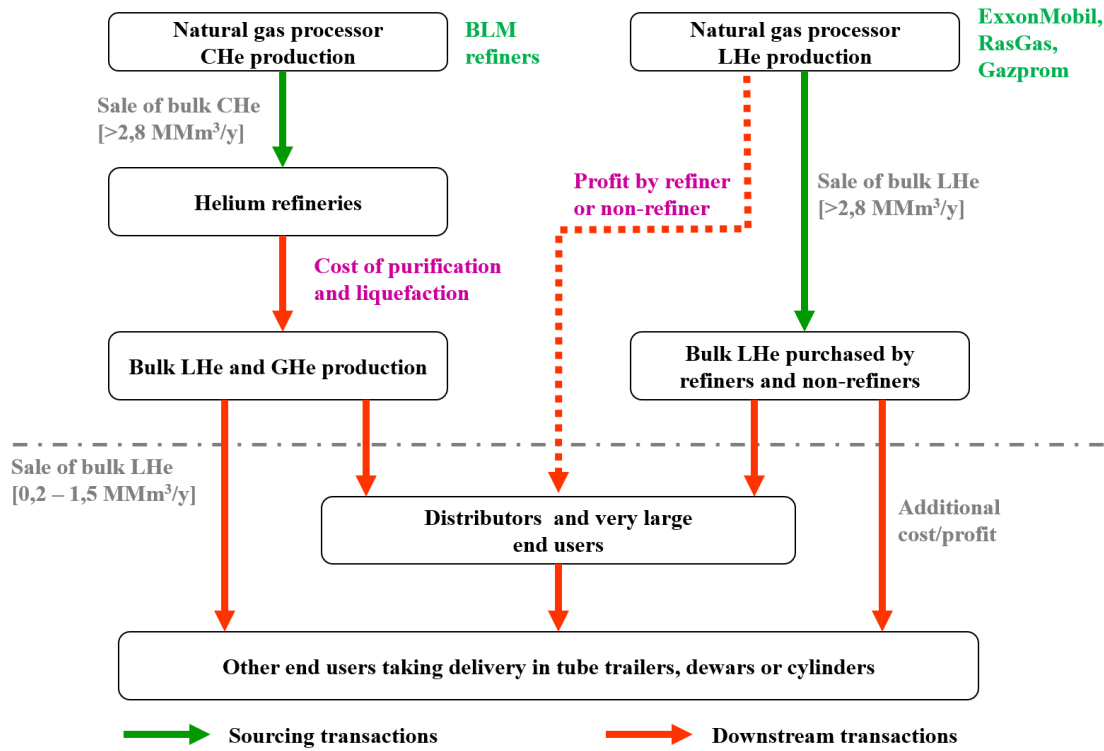 Natural gas processor
CHe production
BLM
refiners
Natural gas processor
LHe production
ExxonMobil,
RasGas,
Gazprom
Sale of bulk CHe
[>2,8 MMm³/y]
Helium refineries
Profit by refiner
or non-refiner
Sale of bulk LHe
[>2,8 MMm³/y]
Cost of purification
and liquefaction
Bulk LHe and GHe production
Bulk LHe purchased by
refiners and non-refiners
Sale of bulk LHe
[0,2 – 1,5 MMm³/y]
Distributors and very large
end users
Additional
cost/profit
Other end users taking delivery in tube trailers, dewars or cylinders
Sourcing transactions
Downstream transactions